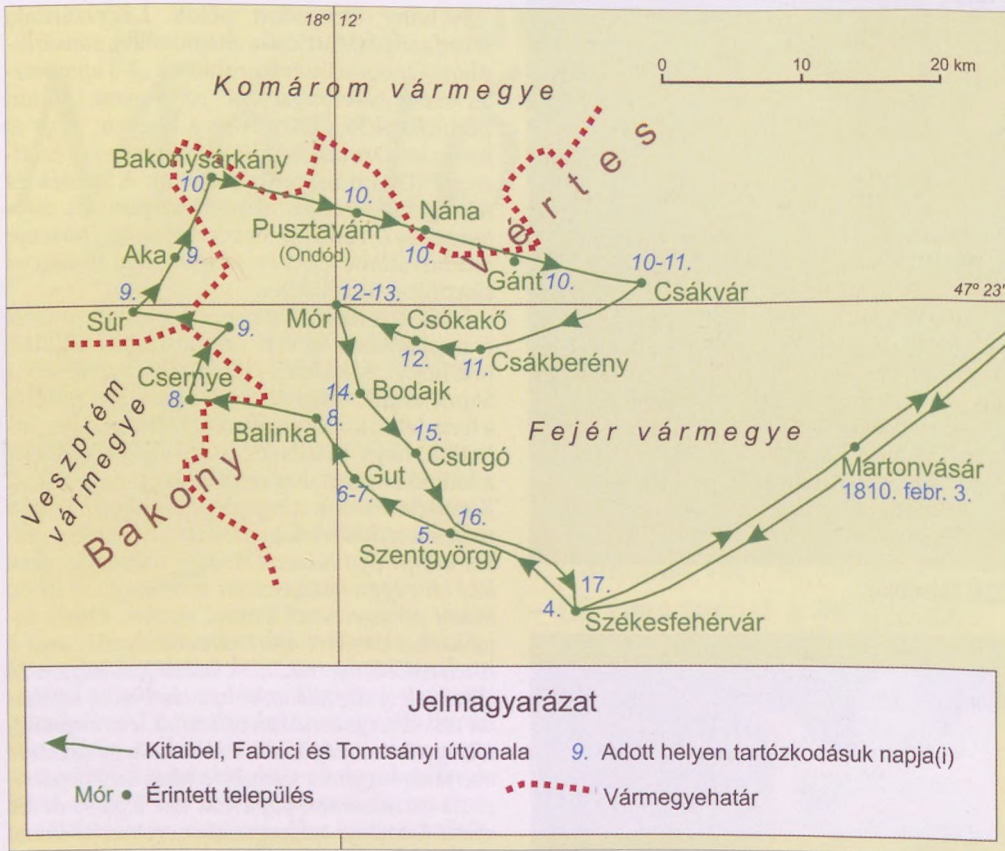 18° 12'
0 10 20 km
Komárom vármegye
Vértes
Bakonysárkány
10.
10.
Nána
Pusztavám
(Ondód)
10.
Aka
9.
Gánt
10.
10-11.
Csákvár
47° 23'
9.
Súr
12-13.
Mór
Csókakő
12.
11.
Csákberény
9.
Csernye
8.
14.
Bodajk
8.
Balinka
15.
Csurgó
Fejér vármegye
Veszprém
vármegye
Bakony
Gut
6-7.
Martonvásár
1810. febr. 3.
16.
5.
Szentgyörgy
17.
4.
Székesfehérvár
Jelmagyarázat
Kitaibel, Fabrici és Tomtsányi útvonala
9. Adott helyen tartózkodásuk napja(i)
Mór Érintett település
Vármegyehatár